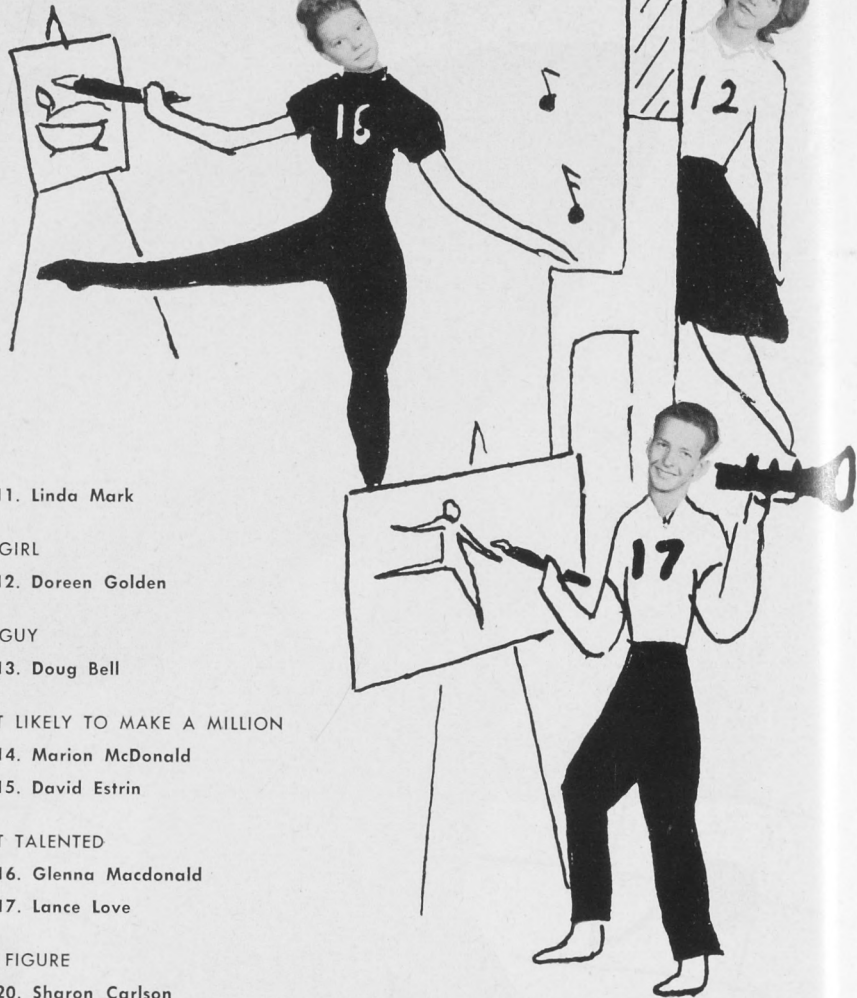 16
12
17
11. Linda Mark
GIRL
12. Doreen Golden
GUY
13. Doug Bell
T LIKELY TO MAKE A MILLION
14. Marion McDonald
15. David Estrin
T TALENTED
16. Glenna Macdonald
17. Lance Love
FIGURE
20. Sharon Carlson